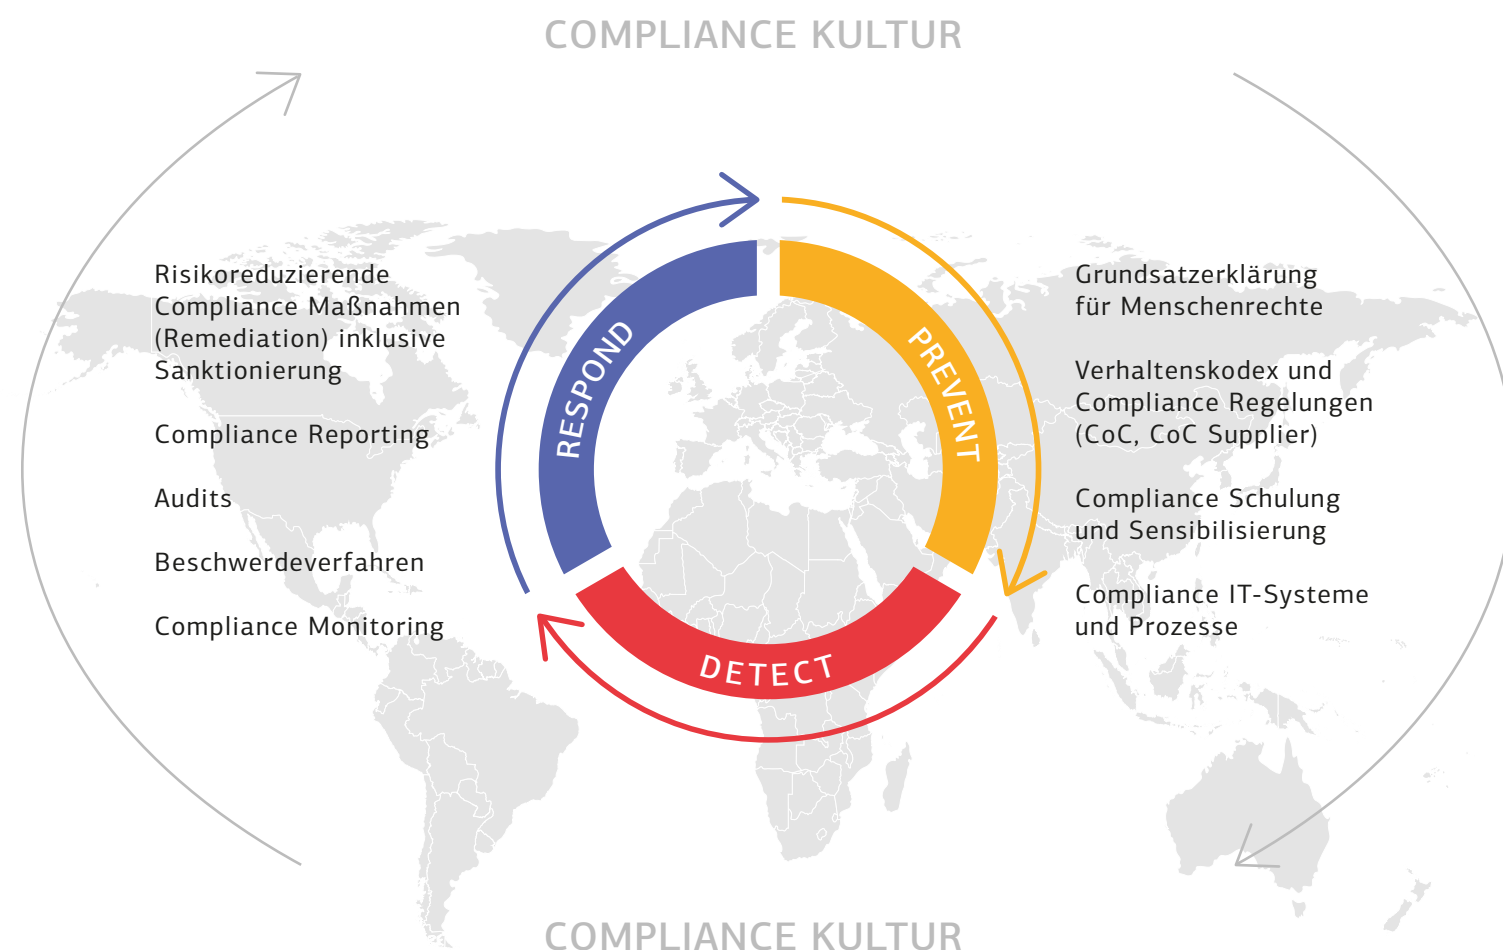 COMPLIANCE KULTUR
Risikoreduzierende
Compliance Maßnahmen
(Remediation) inklusive
Sanktionierung
Compliance Reporting
Audits
Beschwerdeverfahren
Compliance Monitoring
RESPOND
PREVENT
DETECT
Grundsatzerklärung
für Menschenrechte
Verhaltenskodex und
Compliance Regelungen
(CoC, CoC Supplier)
Compliance Schulung
und Sensibilisierung
Compliance IT-Systeme
und Prozesse
COMPLIANCE KULTUR